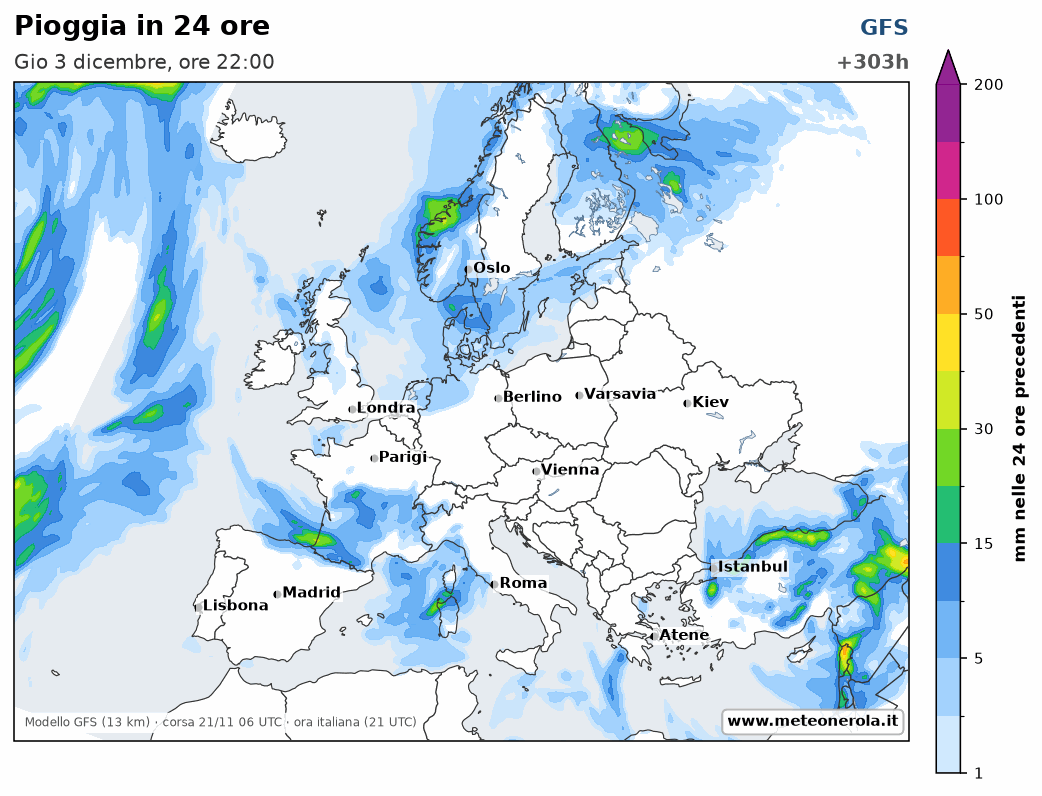 Pioggia in 24 ore
GFS
Gio 3 dicembre, ore 22:00
+303h
200
100
50
30
15
5
1
mm nelle 24 ore precedenti
Oslo
Londra
Berlino
Varsavia
Kiev
Parigi
Vienna
Istanbul
Roma
Madrid
Lisbona
Atene
Modello GFS (13 km) · corsa 21/11 06 UTC · ora italiana (21 UTC)
www.meteonerola.it